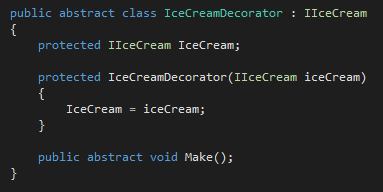 public abstract class IceCreamDecorator : IIceCream
{
    protected IIceCream IceCream;

    protected IceCreamDecorator(IIceCream iceCream)
    {
        IceCream = iceCream;
    }

    public abstract void Make();
}